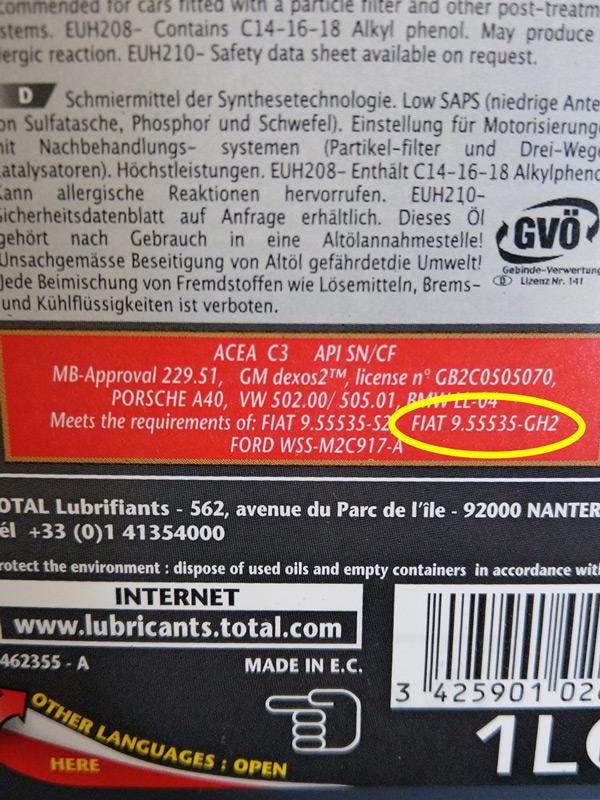 commended for cars fitted with a particle filter and other post-treatm
stems. EUH208- Contains C14-16-18 Alkyl phenol. May produce
lergic reaction. EUH210- Safety data sheet available on request.
D Schmiermittel der Synthesetechnologie. Low SAPS (niedrige Ante
on Sulfatasche, Phosphor und Schwefel). Einstellung für Motorisierung
mit Nachbehandlungs- systemen (Partikel-filter und Drei-Wege
atalysatoren). Höchstleistungen. EUH208- Enthält C14-16-18 Alkylpheno
Kann allergische Reaktionen hervorrufen. EUH210-
Sicherheitsdatenblatt auf Anfrage erhältlich. Dieses Öl
gehört nach Gebrauch in eine Altölannahmestelle!
Unsachgemässe Beseitigung von Altöl gefährdetdie Umwelt!
Jede Beimischung von Fremdstoffen wie Lösemitteln, Brems-
und Kühlflüssigkeiten ist verboten.
GVÖ
Gebinde-Verwertung
D Lizenz Nr. 141
ACEA C3 API SN/CF
MB-Approval 229.51, GM dexos2™, license n° GB2C0505070,
PORSCHE A40, VW 502.00/ 505.01, BMW LL-04
Meets the requirements of: FIAT 9.55535-S2 FIAT 9.55535-GH2
FORD WSS-M2C917-A
OTAL Lubrifiants - 562, avenue du Parc de l'île - 92000 NANTER
él +33 (0)1 41354000
rotect the environment : dispose of used oils and empty containers in accordance wit
INTERNET
www.lubricants.total.com
462355 - A MADE IN E.C.
3 425901 02
OTHER LANGUAGES : OPEN
HERE
1L